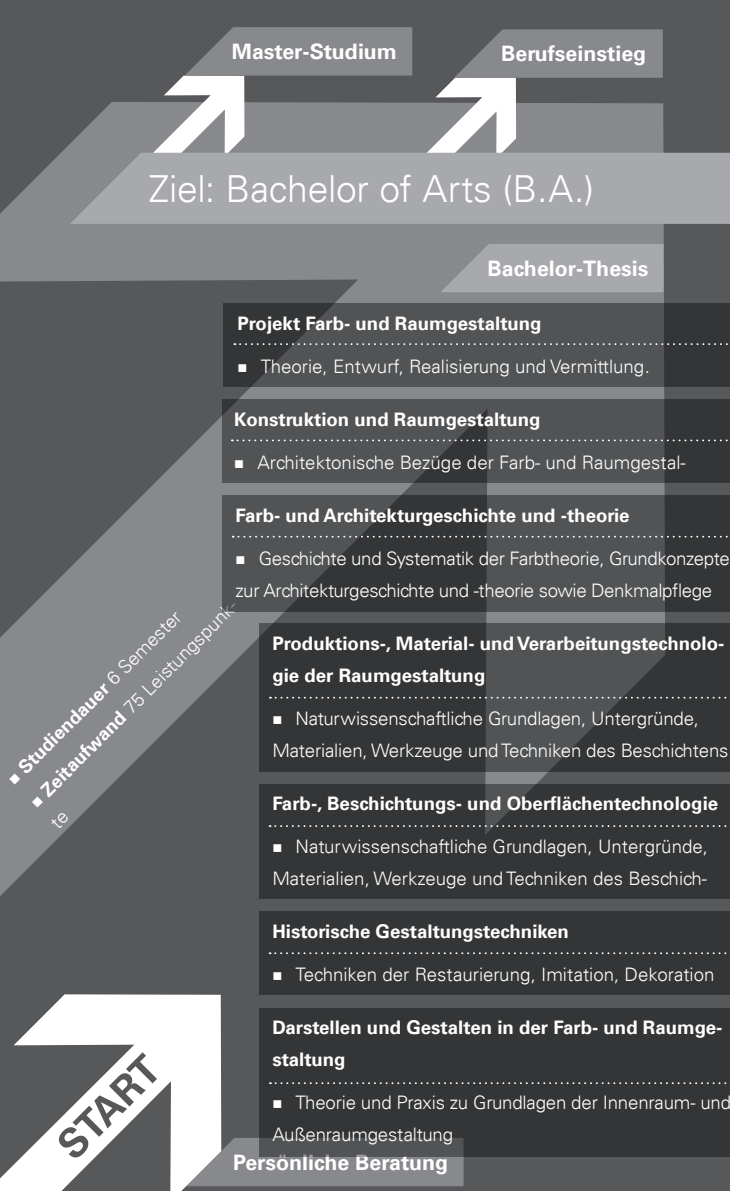 Master-Studium
Berufseinstieg
Ziel: Bachelor of Arts (B.A.)
Bachelor-Thesis
Projekt Farb- und Raumgestaltung
■ Theorie, Entwurf, Realisierung und Vermittlung.
Konstruktion und Raumgestaltung
■ Architektonische Bezüge der Farb- und Raumgestal-
Farb- und Architekturgeschichte und -theorie
■ Geschichte und Systematik der Farbtheorie, Grundkonzepte
zur Architekturgeschichte und -theorie sowie Denkmalpflege
■ Studiendauer 6 Semester
■ Zeitaufwand 75 Leistungspunk-
te
Produktions-, Material- und Verarbeitungstechnolo-
gie der Raumgestaltung
■ Naturwissenschaftliche Grundlagen, Untergründe,
Materialien, Werkzeuge und Techniken des Beschichtens
Farb-, Beschichtungs- und Oberflächentechnologie
■ Naturwissenschaftliche Grundlagen, Untergründe,
Materialien, Werkzeuge und Techniken des Beschich-
Historische Gestaltungstechniken
■ Techniken der Restaurierung, Imitation, Dekoration
Darstellen und Gestalten in der Farb- und Raumge-
staltung
■ Theorie und Praxis zu Grundlagen der Innenraum- und
Außenraumgestaltung
START
Persönliche Beratung